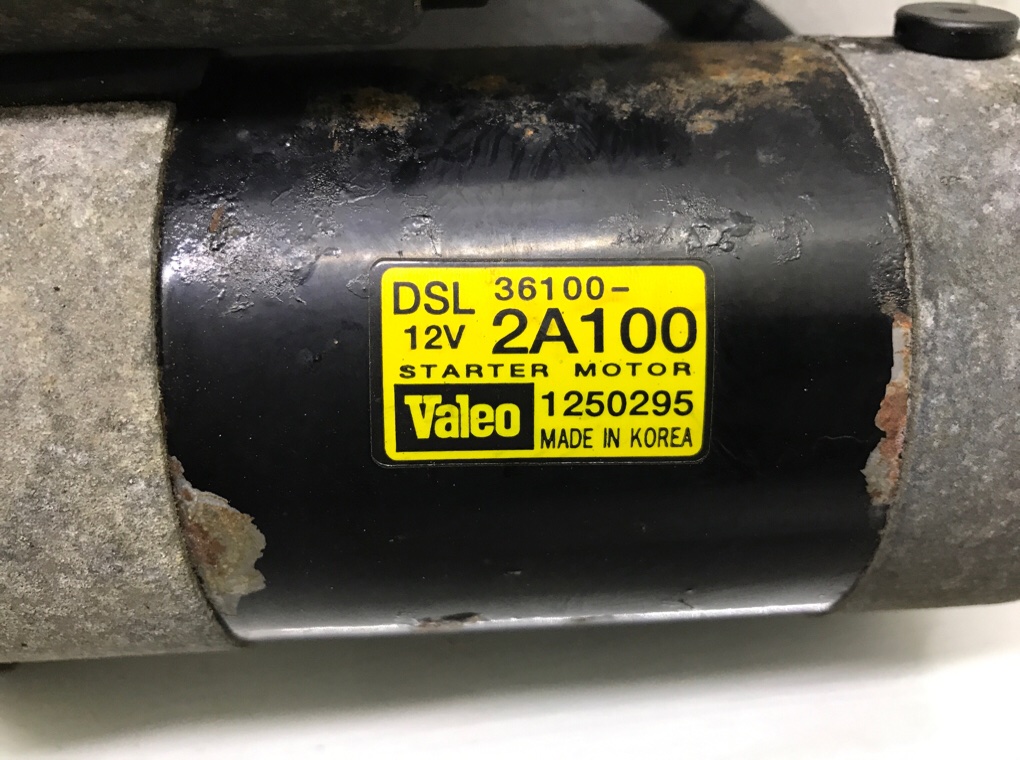 DSL 36100-
12V 2A100
STARTER MOTOR
Valeo 1250295
MADE IN KOREA